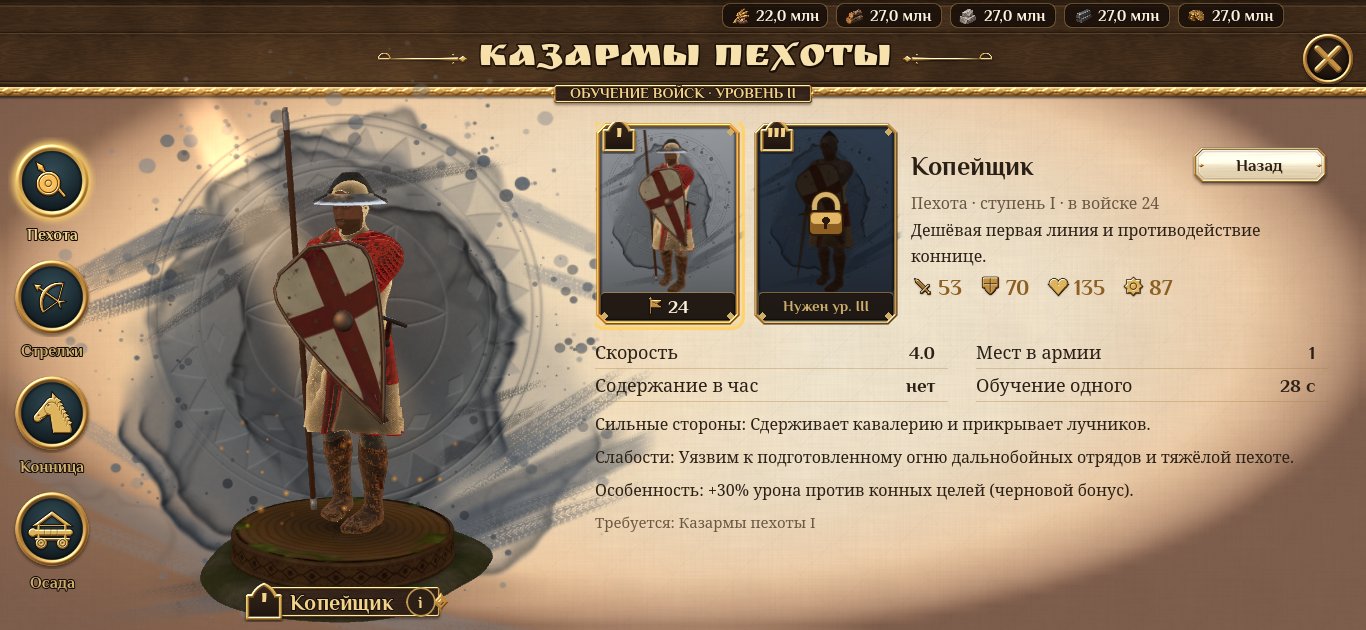 22,0 млн 27,0 млн 27,0 млн 27,0 млн 27,0 млн
КАЗАРМЫ ПЕХОТЫ
ОБУЧЕНИЕ ВОЙСК · УРОВЕНЬ II
Пехота
Стрелки
Конница
Осада
I
Копейщик
i
I
24
III
Нужен ур. III
Копейщик
Назад
Пехота · ступень I · в войске 24
Дешёвая первая линия и противодействие
коннице.
53 70 135 87
Скорость 4.0 Мест в армии 1
Содержание в час нет Обучение одного 28 с
Сильные стороны: Сдерживает кавалерию и прикрывает лучников.
Слабости: Уязвим к подготовленному огню дальнобойных отрядов и тяжёлой пехоте.
Особенность: +30% урона против конных целей (черновой бонус).
Требуется: Казармы пехоты I